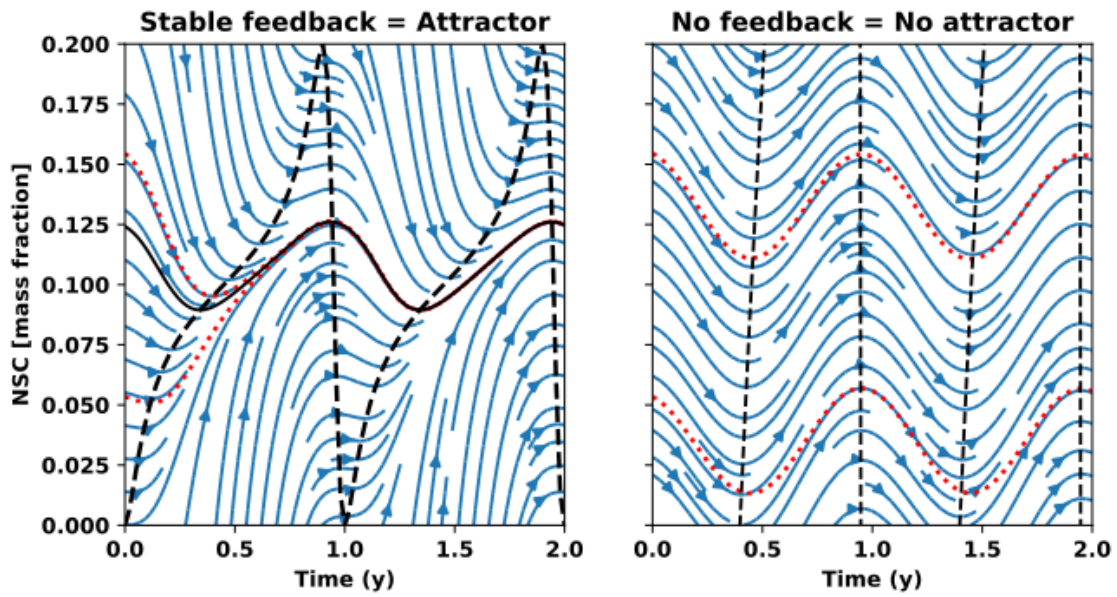 Stable feedback = Attractor
No feedback = No attractor
NSC [mass fraction]
0.200
0.175
0.150
0.125
0.100
0.075
0.050
0.025
0.000
0.0 0.5 1.0 1.5 2.0
Time (y)
0.0 0.5 1.0 1.5 2.0
Time (y)